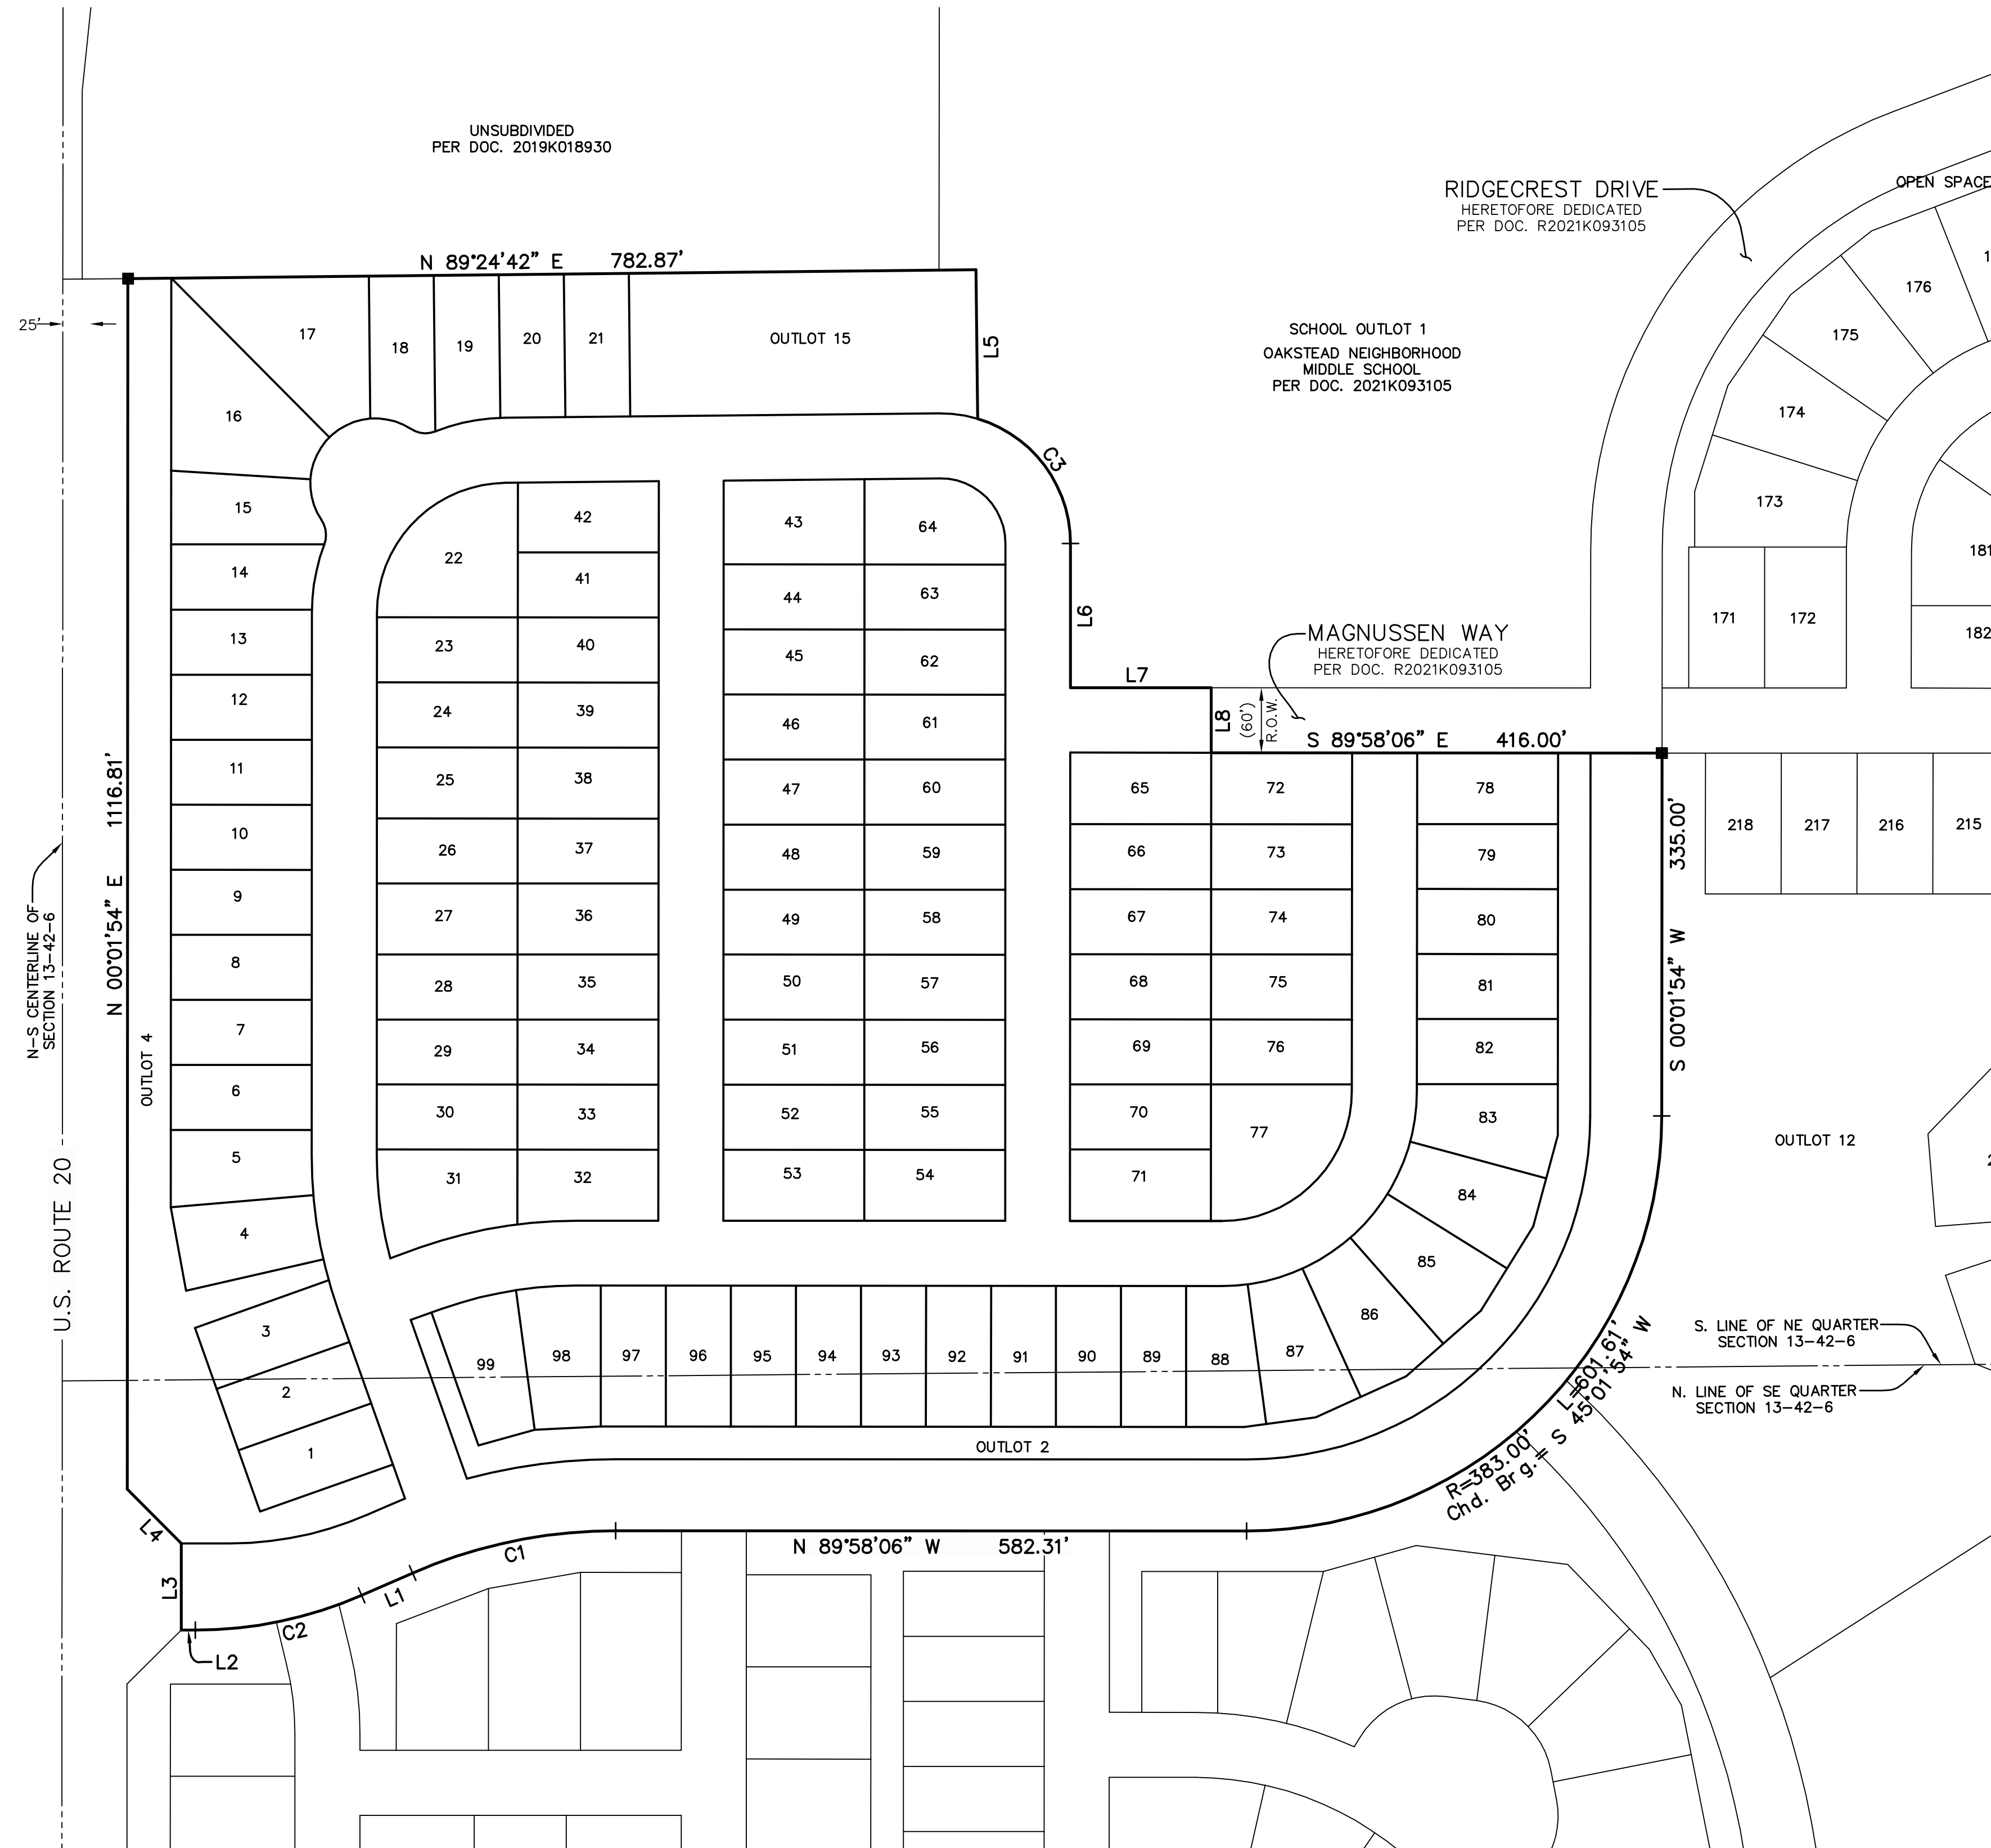 UNSUBDIVIDED
PER DOC. 2019K018930
RIDGECREST DRIVE
HERETOFORE DEDICATED
PER DOC. R2021K093105
OPEN SPACE
N 89°24'42" E 782.87'
25'
176
175
174
173
171
172
181
182
SCHOOL OUTLOT 1
OAKSTEAD NEIGHBORHOOD
MIDDLE SCHOOL
PER DOC. 2021K093105
17
18
19
20
21
OUTLOT 15
L5
16
C3
15
14
13
12
11
10
9
8
7
6
5
4
3
2
1
22
42
41
23
40
24
39
25
38
26
37
27
36
28
35
29
34
30
33
31
32
43
64
44
63
45
62
46
61
47
60
48
59
49
58
50
57
51
56
52
55
53
54
L6
L7
L8
(60')
R.O.W.
MAGNUSSEN WAY
HERETOFORE DEDICATED
PER DOC. R2021K093105
S 89°58'06" E 416.00'
65
72
78
66
73
79
67
74
80
68
75
81
69
76
82
70
77
83
71
84
85
86
87
88
89
90
91
92
93
94
95
96
97
98
99
218
217
216
215
S 00°01'54" W 335.00'
N 00°01'54" E 1116.81'
OUTLOT 4
N-S CENTERLINE OF
SECTION 13-42-6
U.S. ROUTE 20
OUTLOT 12
S. LINE OF NE QUARTER
SECTION 13-42-6
N. LINE OF SE QUARTER
SECTION 13-42-6
OUTLOT 2
R=383.00' L=601.61'
Chd. Brg.= S 45°01'54" W
N 89°58'06" W 582.31'
L4
L3
L2
C2
L1
C1